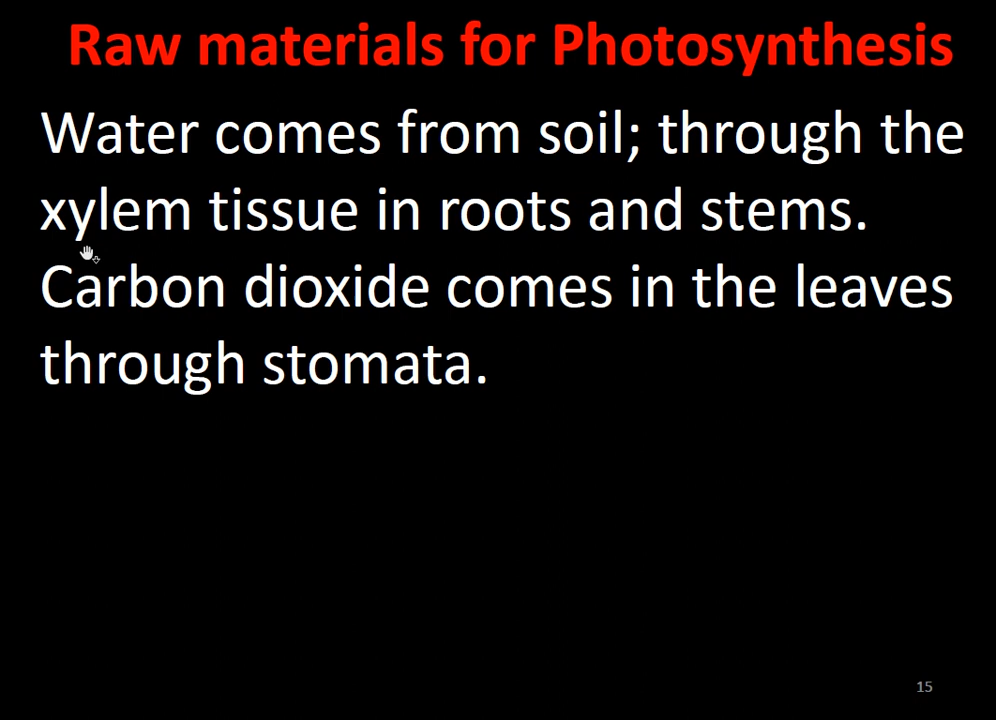 Raw materials for Photosynthesis
Water comes from soil; through the
xylem tissue in roots and stems.
Carbon dioxide comes in the leaves
through stomata.
15